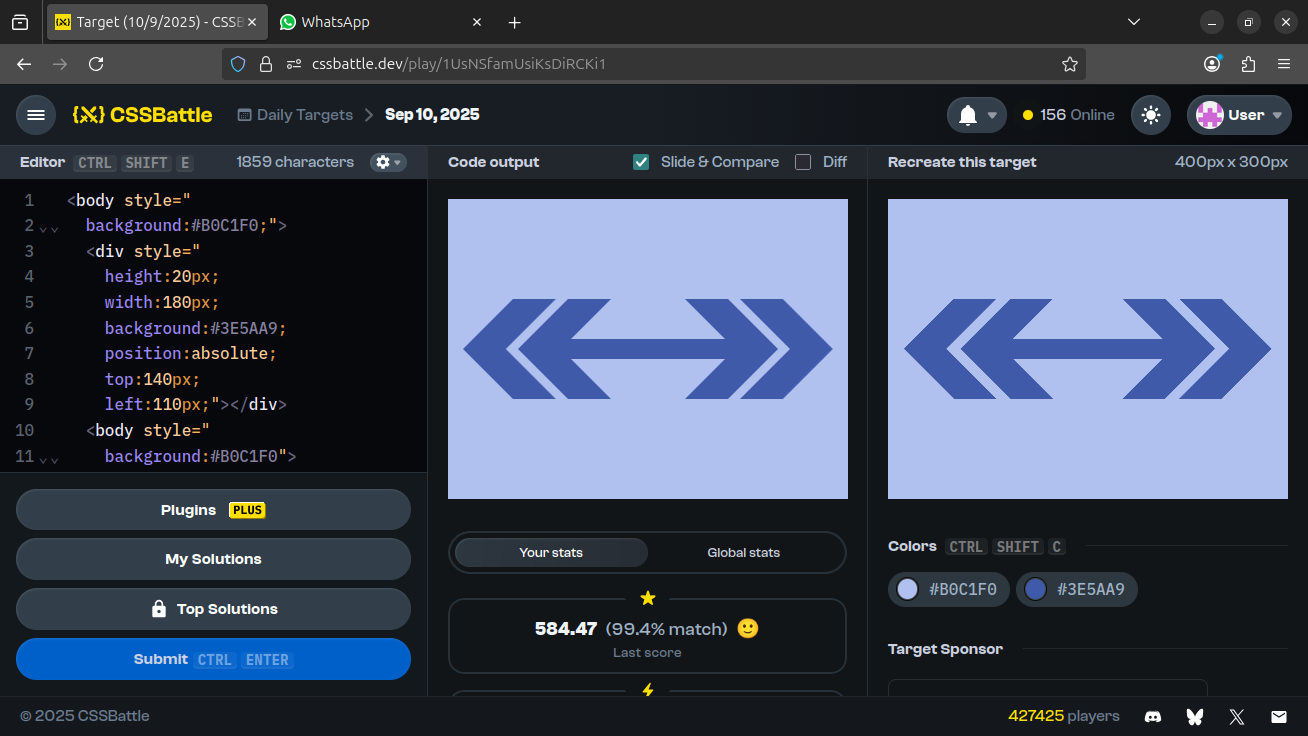 Target (10/9/2025) - CSSB
WhatsApp
cssbattle.dev/play/1UsNSfamUsiKsDiRCKi1
CSSBattle
Daily Targets
Sep 10, 2025
156 Online
User
Editor CTRL SHIFT E
1859 characters
Code output
Slide & Compare
Diff
Recreate this target
400px x 300px
1 <body style="
2 background:#B0C1F0;">
3 <div style="
4 height:20px;
5 width:180px;
6 background:#3E5AA9;
7 position:absolute;
8 top:140px;
9 left:110px;"></div>
10 <body style="
11 background:#B0C1F0">
Plugins PLUS
My Solutions
Top Solutions
Submit CTRL ENTER
Your stats
Global stats
584.47 (99.4% match)
Last score
Colors CTRL SHIFT C
#B0C1F0
#3E5AA9
Target Sponsor
© 2025 CSSBattle
427425 players